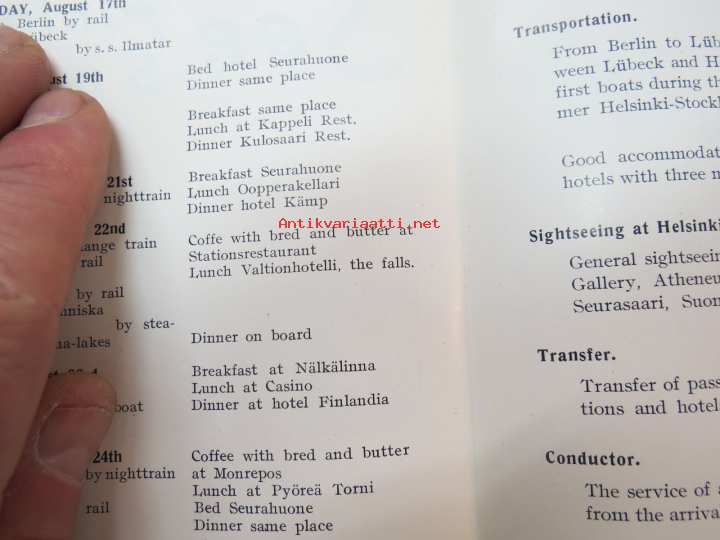 DAY, August 17th
Berlin by rail
by s. s. Ilmatar
19th
Bed hotel Seurahuone
Dinner same place
Breakfast same place
Lunch at Kappeli Rest.
Dinner Kulosaari Rest.
21st
nighttrain
Breakfast Seurahuone
Lunch Oopperakellari
Dinner hotel Kämp
22nd
train
rail
Coffe with bred and butter at
Stationsrestaurant
Lunch Valtionhotelli, the falls.
by rail
by stea-
-lakes
Dinner on board
Breakfast at Nälkälinna
Lunch at Casino
Dinner at hotel Finlandia
boat
24th
by nighttrain
rail
Coffee with bred and butter
at Monrepos
Lunch at Pyöreä Torni
Bed Seurahuone
Dinner same place
Antikvariaatti.net
Transportation.
From Berlin to Lüb
ween Lübeck and H
first boats during th
mer Helsinki-Stockh
Good accommodat
hotels with three m
Sightseeing at Helsinki
General sightseein
Gallery, Atheneu
Seurasaari, Suom
Transfer.
Transfer of pass
tions and hotel
Conductor.
The service of a
from the arriva